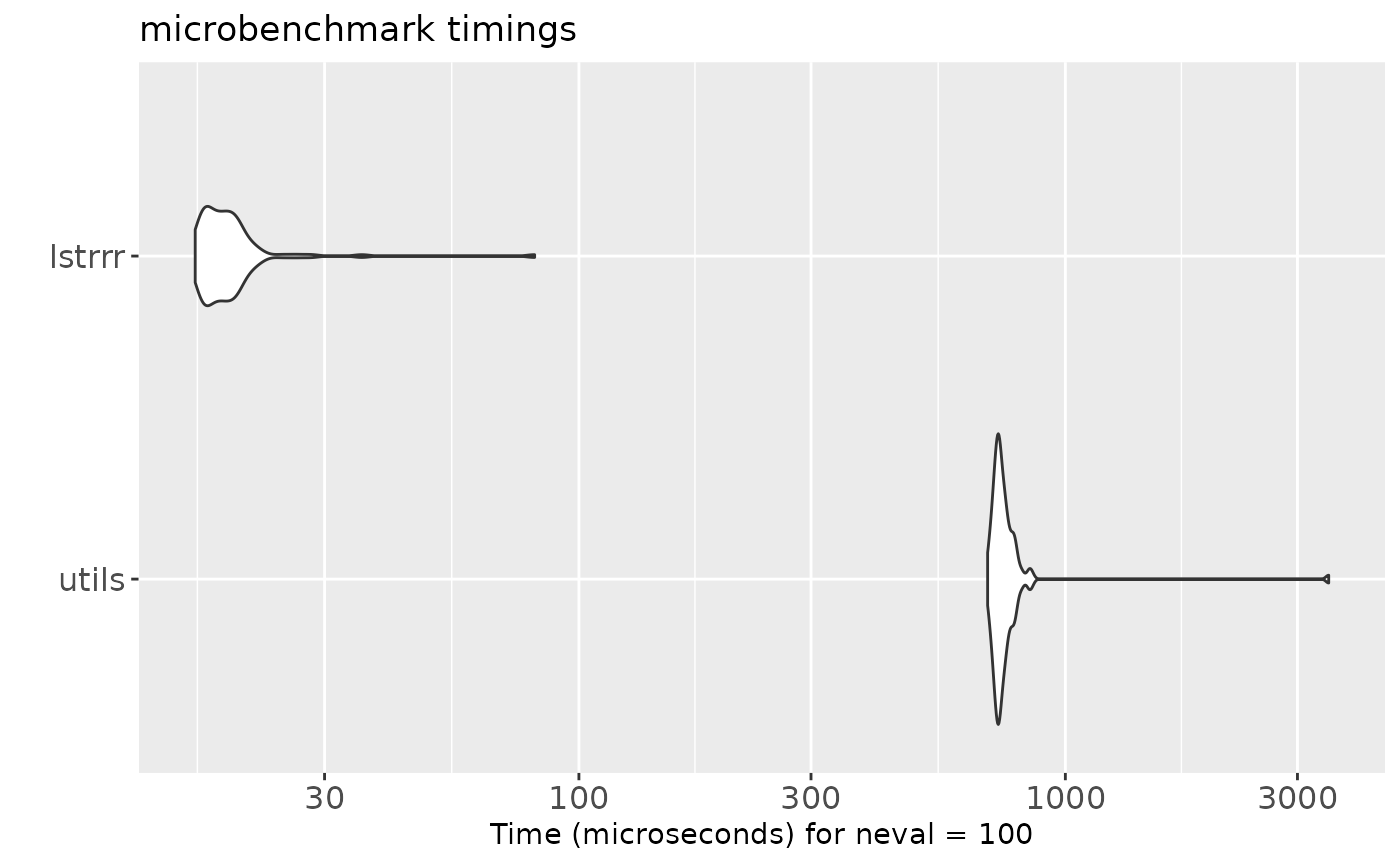 microbenchmark timings
lstrrr
utils
30 100 300 1000 3000
Time (microseconds) for neval = 100